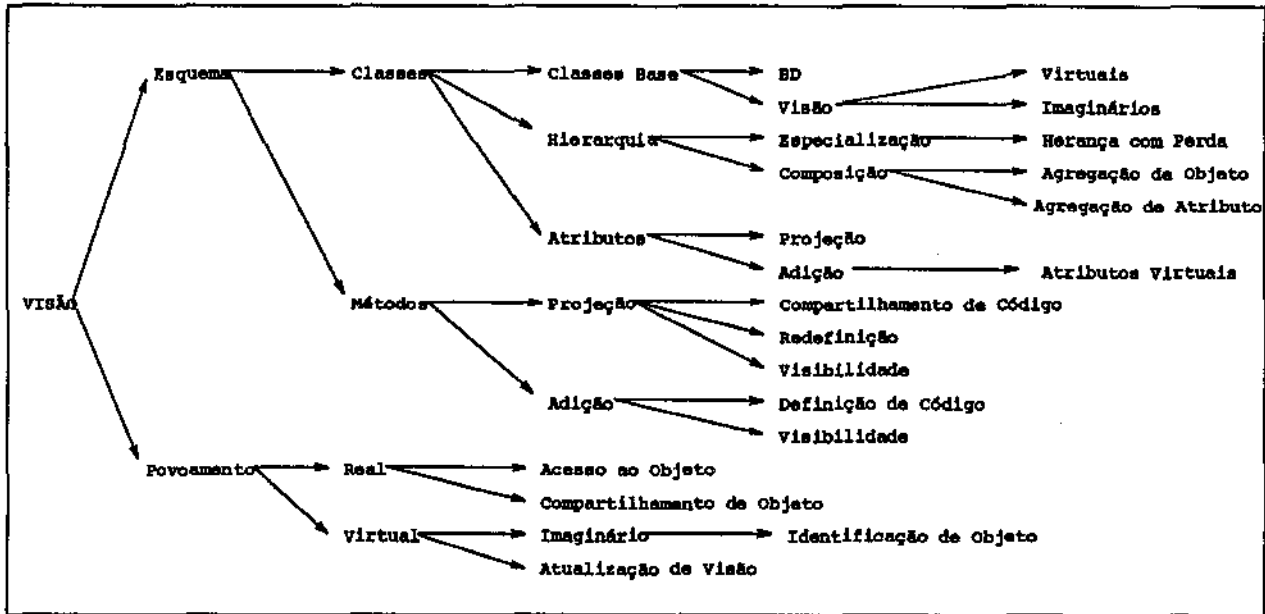 Esquema Classes Classes Base BD Virtuais
Visão Imaginários
Hierarquia Especialização Herança com Perda
Composição Agregação de Objeto
Agregação de Atributo
Atributos Projeção
Adição Atributos Virtuais
VISÃO Métodos Projeção Compartilhamento de Código
Redefinição
Visibilidade
Adição Definição de Código
Visibilidade
Povoamento Real Acesso ao Objeto
Compartilhamento de Objeto
Virtual Imaginário Identificação de Objeto
Atualização de Visão